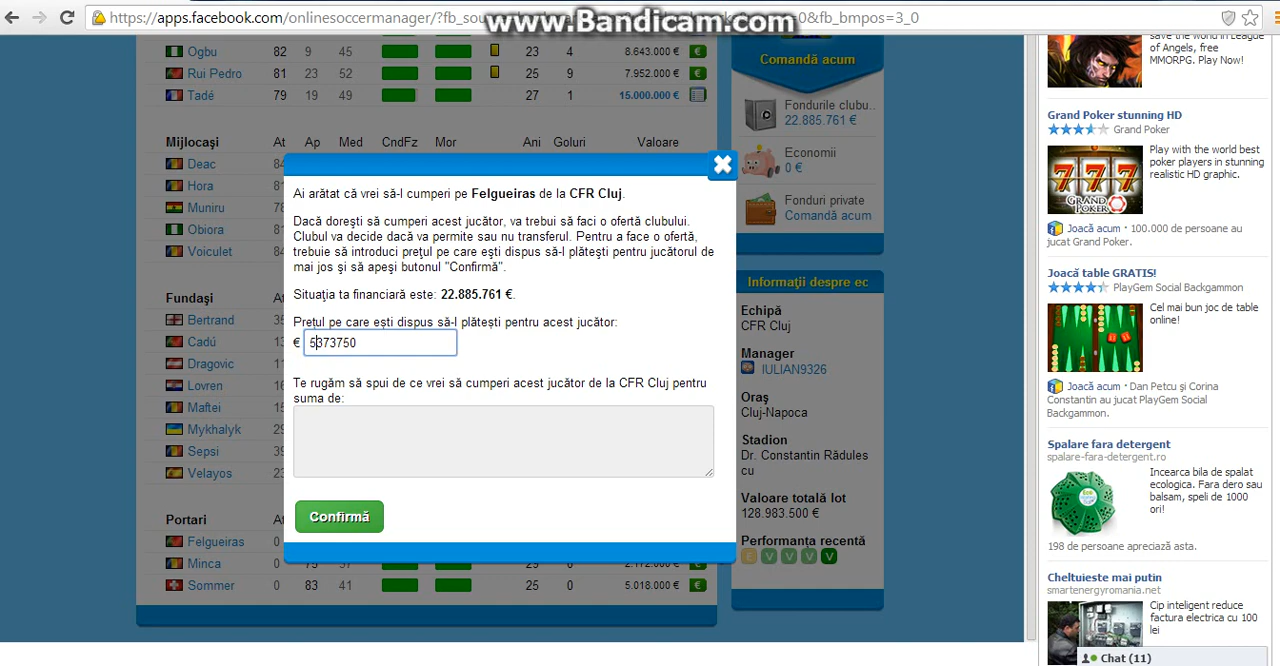 https://apps.facebook.com/onlinesoccermanager/?fb_sou
www.Bandicam.com
0&fb_bmpos=3_0
Ogbu 82 9 45 23 4 8.643.000 €
Rui Pedro 81 23 52 25 9 7.952.000 €
Tadé 79 19 49 27 1 15.000.000 €
Mijlocaşi At Ap Med CndFz Mor Ani Goluri Valoare
Deac
Hora
Muniru
Obiora
Voiculet
Fundaşi
Bertrand
Cadú
Dragovic
Lovren
Maftei
Mykhalyk
Sepsi
Velayos
Portari
Felgueiras 0
Minca 0
Sommer 0 83 41 25 0 5.018.000 €
Ai arătat că vrei să-l cumperi pe Felgueiras de la CFR Cluj.
Dacă doreşti să cumperi acest jucător, va trebui să faci o ofertă clubului.
Clubul va decide dacă va permite sau nu transferul. Pentru a face o ofertă,
trebuie să introduci preţul pe care eşti dispus să-l plăteşti pentru jucătorul de
mai jos şi să apeşi butonul "Confirmă".
Situaţia ta financiară este: 22.885.761 €.
Preţul pe care eşti dispus să-l plăteşti pentru acest jucător:
€ 5373750
Te rugăm să spui de ce vrei să cumperi acest jucător de la CFR Cluj pentru
suma de:
Confirmă
Comandă acum
Fondurile clubu..
22.885.761 €
Economii
0 €
Fonduri private
Comandă acum
Informaţii despre ec
Echipă
CFR Cluj
Manager
IULIAN9326
Oraş
Cluj-Napoca
Stadion
Dr. Constantin Rădules
cu
Valoare totală lot
128.983.500 €
Performanţa recentă
E V V V V
save the world in League
of Angels, free
MMORPG. Play Now!
Grand Poker stunning HD
Grand Poker
Play with the world best
poker players in stunning
realistic HD graphic.
777
GRAND POKER
Joacă acum · 100.000 de persoane au
jucat Grand Poker.
Joacă table GRATIS!
PlayGem Social Backgammon
Cel mai bun joc de table
online!
Joacă acum · Dan Petcu şi Corina
Constantin au jucat PlayGem Social
Backgammon.
Spalare fara detergent
spalare-fara-detergent.ro
Incearca bila de spalat
ecologica. Fara dero sau
balsam, speli de 1000
ori!
198 de persoane apreciază asta.
Cheltuieste mai putin
smartenergyromania.net
Cip inteligent reduce
factura electrica cu 100
lei
Chat (11)